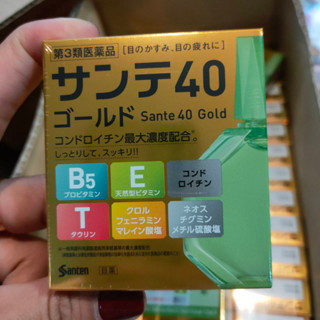 第3類医薬品 [目のかすみ、目の疲れに]
サンテ40
ゴールド Sante 40 Gold
コンドロイチン最大濃度配合*。
しっとりして、スッキリ!!
B5
プロビタミン
E
天然型ビタミン
コンド
ロイチン
T
タウリン
クロル
フェニラミン
マレイン酸塩
ネオス
チグミン
メチル硫酸塩
Santen